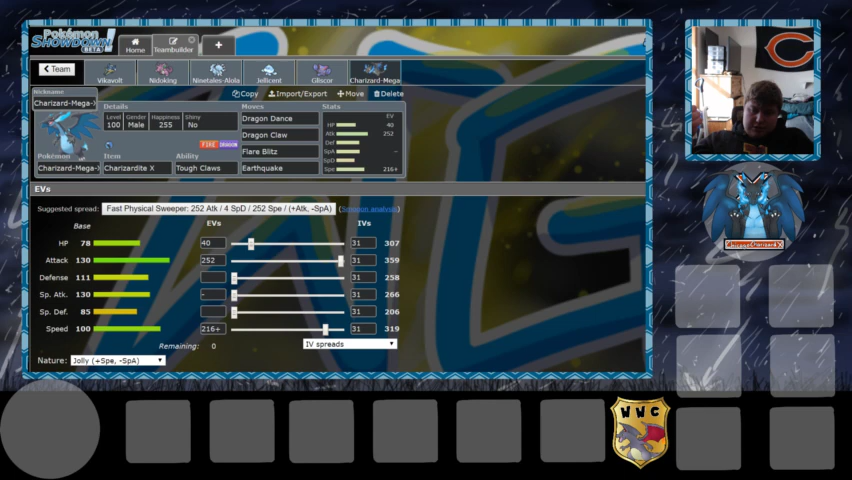 Pokémon
SHOWDOWN!
BETA
Home
Teambuilder
Team
Vikavolt
Nidoking
Ninetales-Alola
Jellicent
Gliscor
Charizard-Mega-
Copy
Import/Export
Move
Delete
Nickname
Charizard-Mega-X
Details
Level
100
Gender
Male
Happiness
255
Shiny
No
FIRE
DRAGON
Pokémon
Charizard-Mega-X
Item
Charizardite X
Ability
Tough Claws
Moves
Dragon Dance
Dragon Claw
Flare Blitz
Earthquake
Stats
EV
HP 40
Atk 252
Def
SpA -
SpD
Spe 216+
EVs
Suggested spread: Fast Physical Sweeper: 252 Atk / 4 SpD / 252 Spe / (+Atk, -SpA) (Smogon analysis)
Base EVs IVs
HP 78 40 31 307
Attack 130 252 31 359
Defense 111 31 258
Sp. Atk. 130 - 31 266
Sp. Def. 85 31 206
Speed 100 216+ 31 319
Remaining: 0
IV spreads
Nature: Jolly (+Spe, -SpA)
WWC